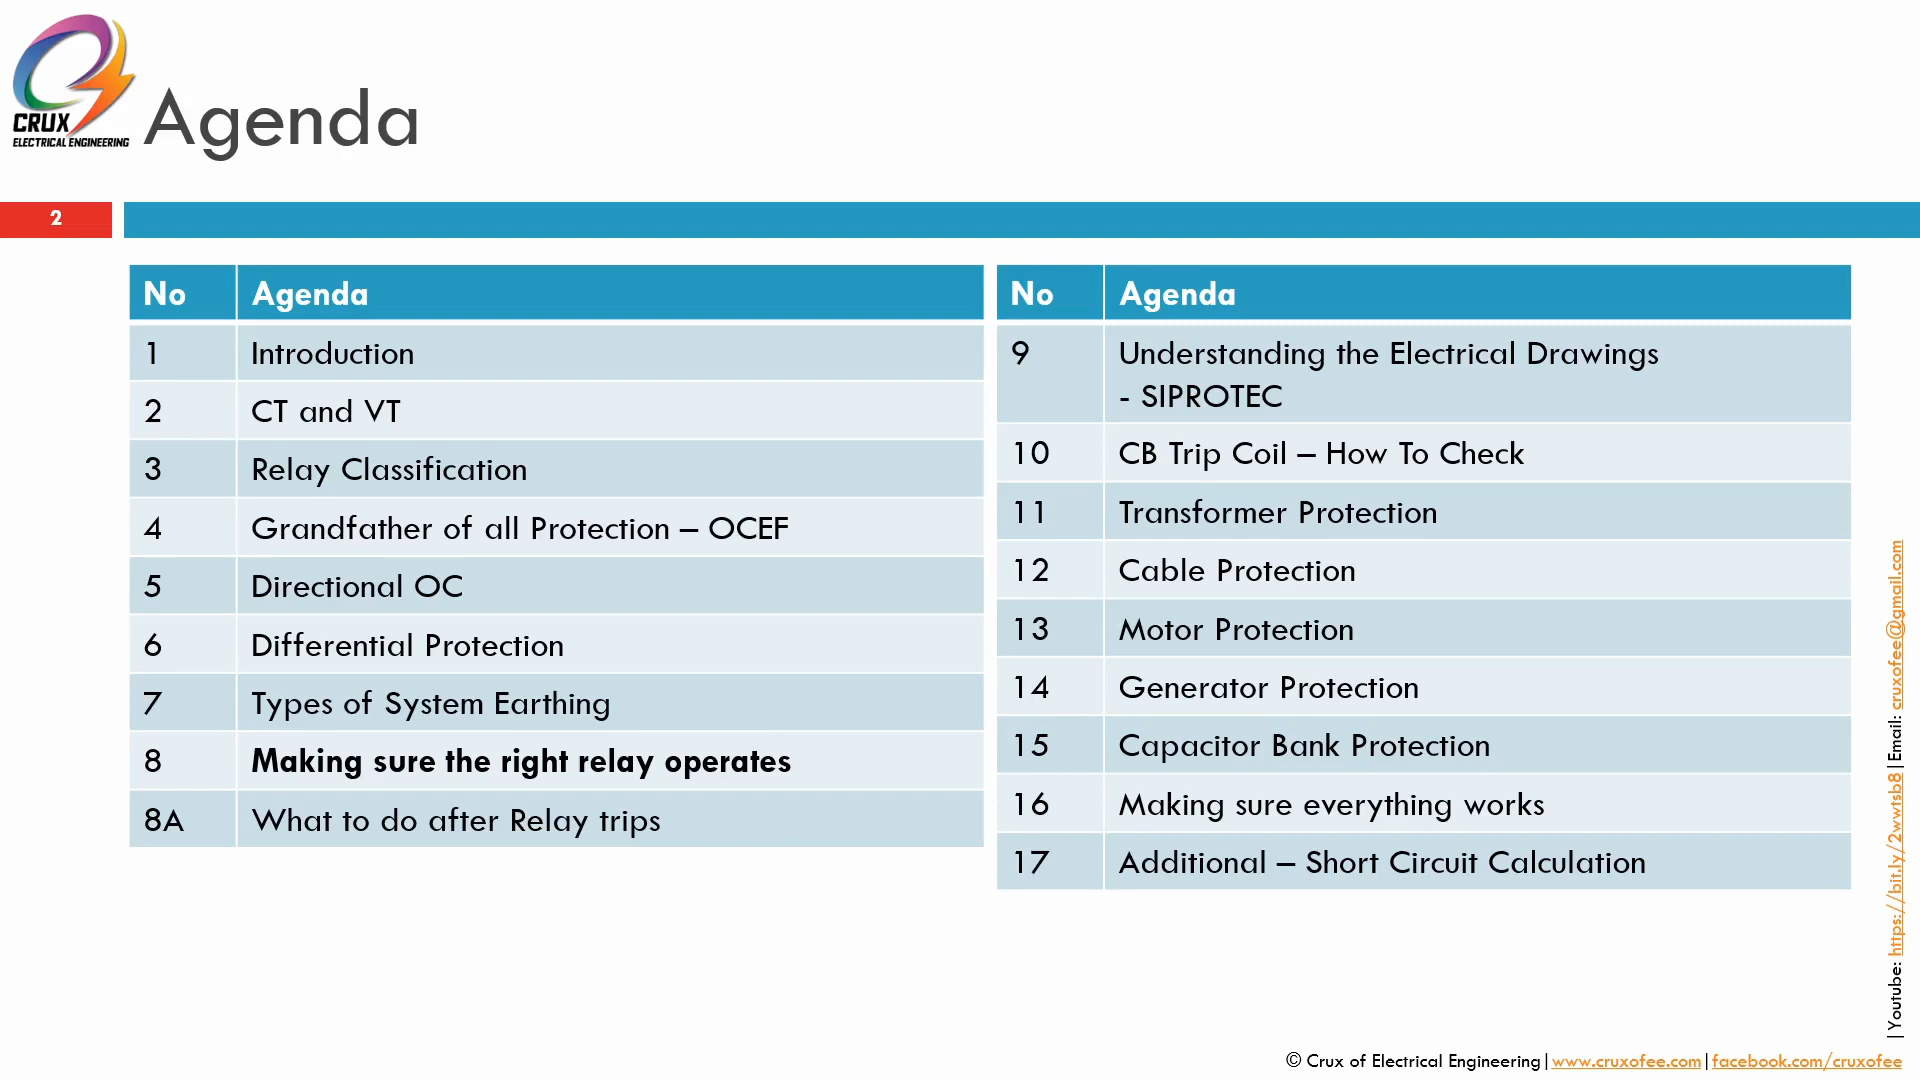 CRUX
ELECTRICAL ENGINEERING
Agenda
2
No Agenda
1 Introduction
2 CT and VT
3 Relay Classification
4 Grandfather of all Protection – OCEF
5 Directional OC
6 Differential Protection
7 Types of System Earthing
8 Making sure the right relay operates
8A What to do after Relay trips
No Agenda
9 Understanding the Electrical Drawings
- SIPROTEC
10 CB Trip Coil – How To Check
11 Transformer Protection
12 Cable Protection
13 Motor Protection
14 Generator Protection
15 Capacitor Bank Protection
16 Making sure everything works
17 Additional – Short Circuit Calculation
|Youtube: https://bit.ly/2wwtsb8|Email: cruxofee@gmail.com
© Crux of Electrical Engineering|www.cruxofee.com|facebook.com/cruxofee